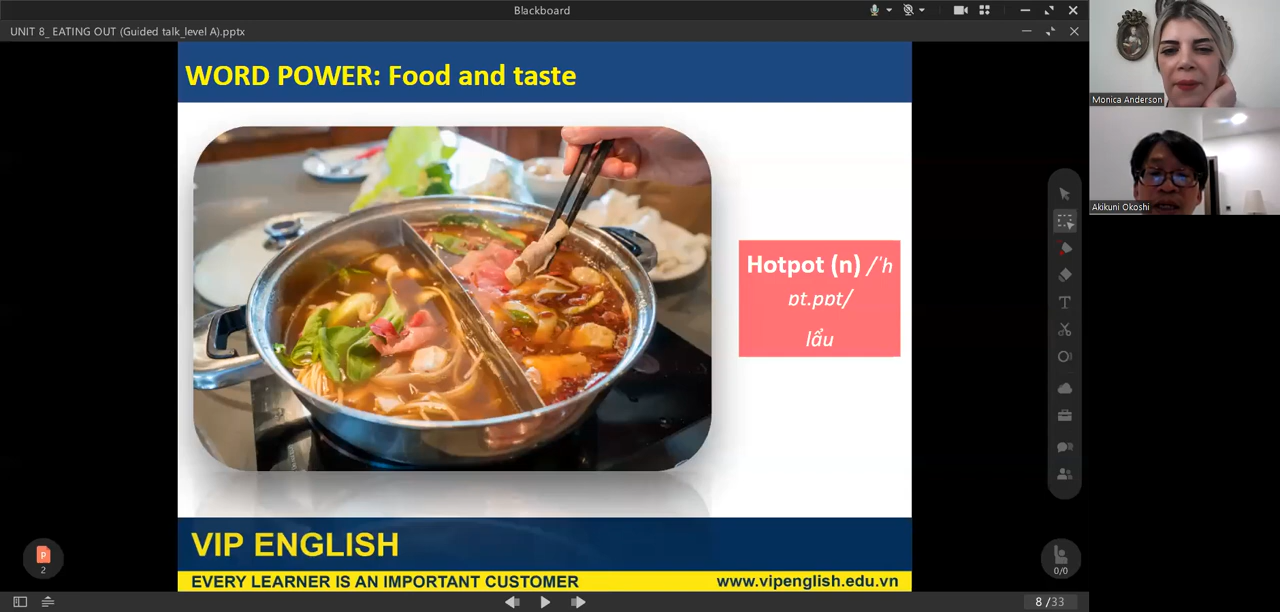 Blackboard
UNIT 8_ EATING OUT (Guided talk_level A).pptx
WORD POWER: Food and taste
Hotpot (n) /ˈh
ɒt.pɒt/
lẩu
VIP ENGLISH
EVERY LEARNER IS AN IMPORTANT CUSTOMER
www.vipenglish.edu.vn
Monica Anderson
Akikuni Okoshi
T
P
2
0/0
8 /33